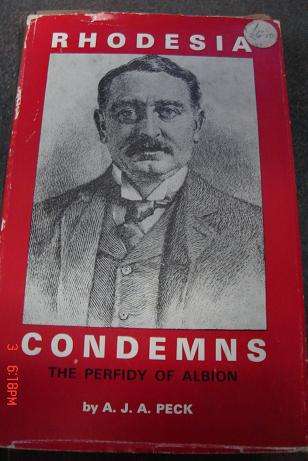 RHODESIA
CONDEMNS
THE PERFIDY OF ALBION
by A. J. A. PECK
3 6:18PM